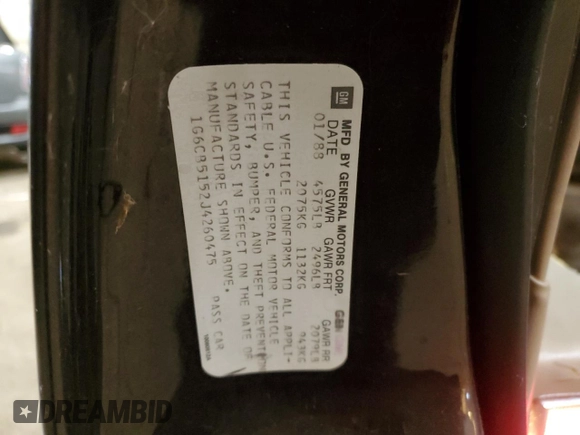 GM
MFD BY GENERAL MOTORS CORP.
DATE GVWR GAWR FRT GAWR RR
01/88 4575LB 2496LB 2079LB
2075KG 1132KG 943KG
THIS VEHICLE CONFORMS TO ALL APPLI-
CABLE U.S. FEDERAL MOTOR VEHICLE
SAFETY, BUMPER, AND THEFT PREVENTION
STANDARDS IN EFFECT ON THE DATE OF
MANUFACTURE SHOWN ABOVE.
1G6CB5152J4260475 PASS CAR
DREAMBID